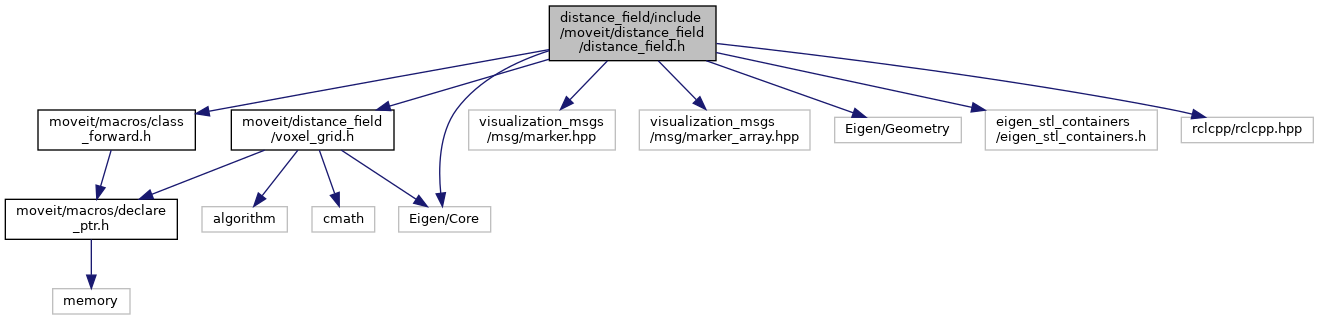 distance_field/include
/moveit/distance_field
/distance_field.h
moveit/macros/class
_forward.h
moveit/distance_field
/voxel_grid.h
visualization_msgs
/msg/marker.hpp
visualization_msgs
/msg/marker_array.hpp
Eigen/Geometry
eigen_stl_containers
/eigen_stl_containers.h
rclcpp/rclcpp.hpp
moveit/macros/declare
_ptr.h
algorithm
cmath
Eigen/Core
memory